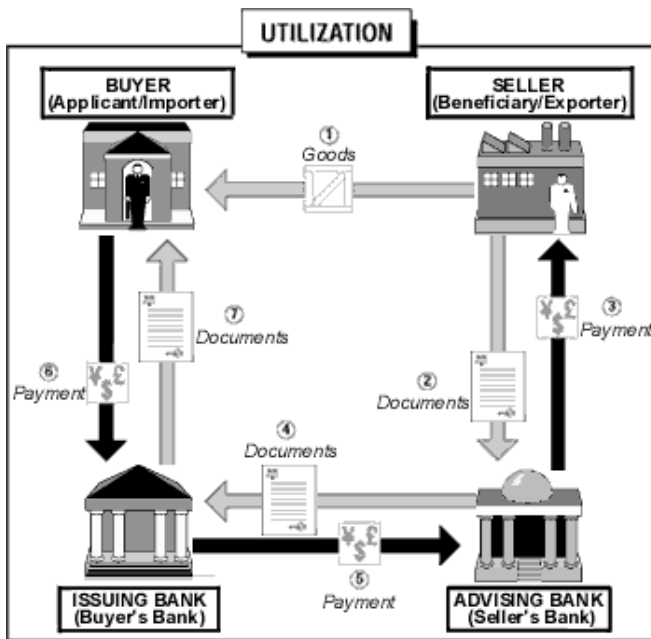 UTILIZATION
BUYER
(Applicant/Importer)
SELLER
(Beneficiary/Exporter)
①
Goods
⑦
Documents
③
Payment
⑥
Payment
②
Documents
④
Documents
⑤
Payment
ISSUING BANK
(Buyer's Bank)
ADVISING BANK
(Seller's Bank)
¥ £
$
¥ £
$
¥ £
$